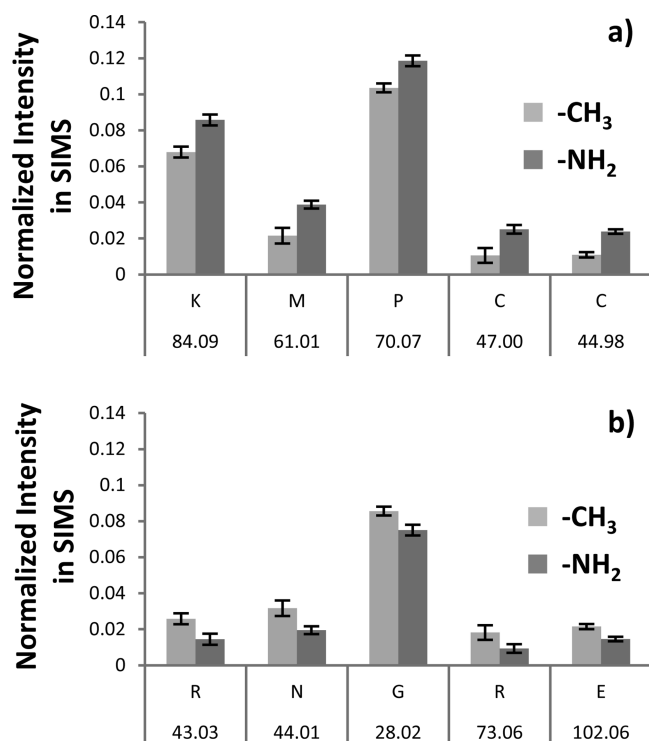 a)
Normalized Intensity
in SIMS
0.14
0.12
0.1
0.08
0.06
0.04
0.02
0
-CH₃
-NH₂
K M P C C
84.09 61.01 70.07 47.00 44.98
b)
Normalized Intensity
in SIMS
0.14
0.12
0.1
0.08
0.06
0.04
0.02
0
-CH₃
-NH₂
R N G R E
43.03 44.01 28.02 73.06 102.06